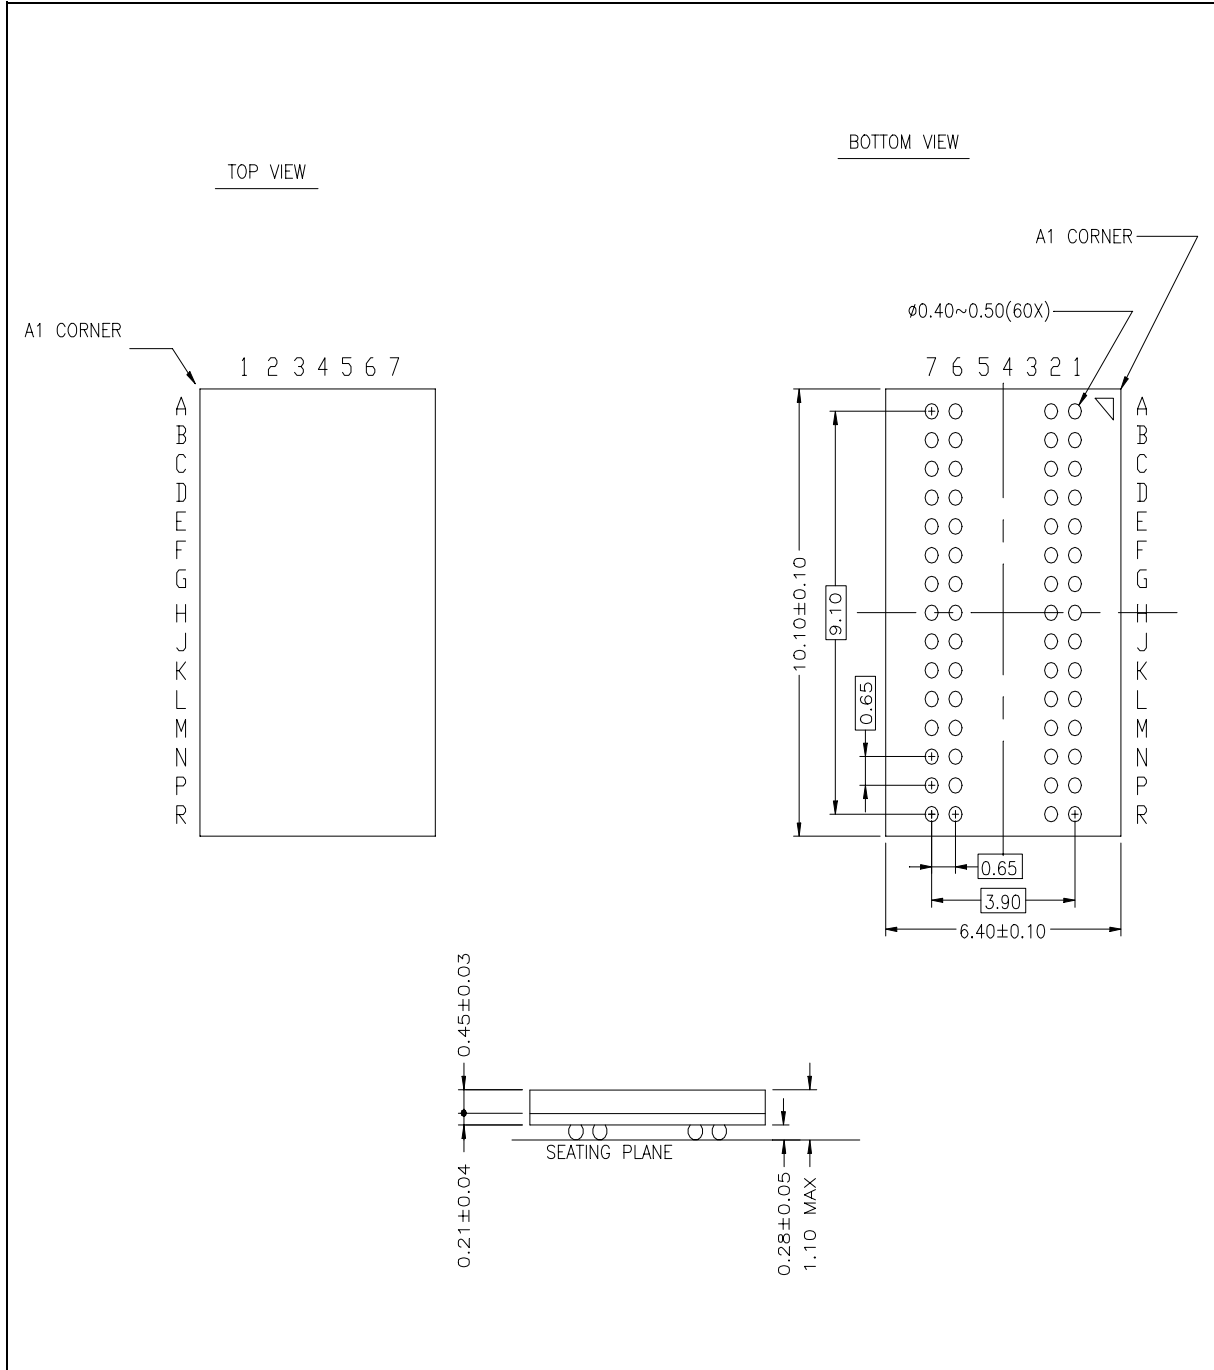 BOTTOM VIEW
TOP VIEW
A1 CORNER
ø0.40~0.50(60X)
A1 CORNER
1 2 3 4 5 6 7
7 6 5 4 3 2 1
A
B
C
D
E
F
G
H
J
K
L
M
N
P
R
A
B
C
D
E
F
G
H
J
K
L
M
N
P
R
10.10±0.10
9.10
0.65
0.65
3.90
6.40±0.10
0.45±0.03
0.21±0.04
SEATING PLANE
0.28±0.05
1.10 MAX